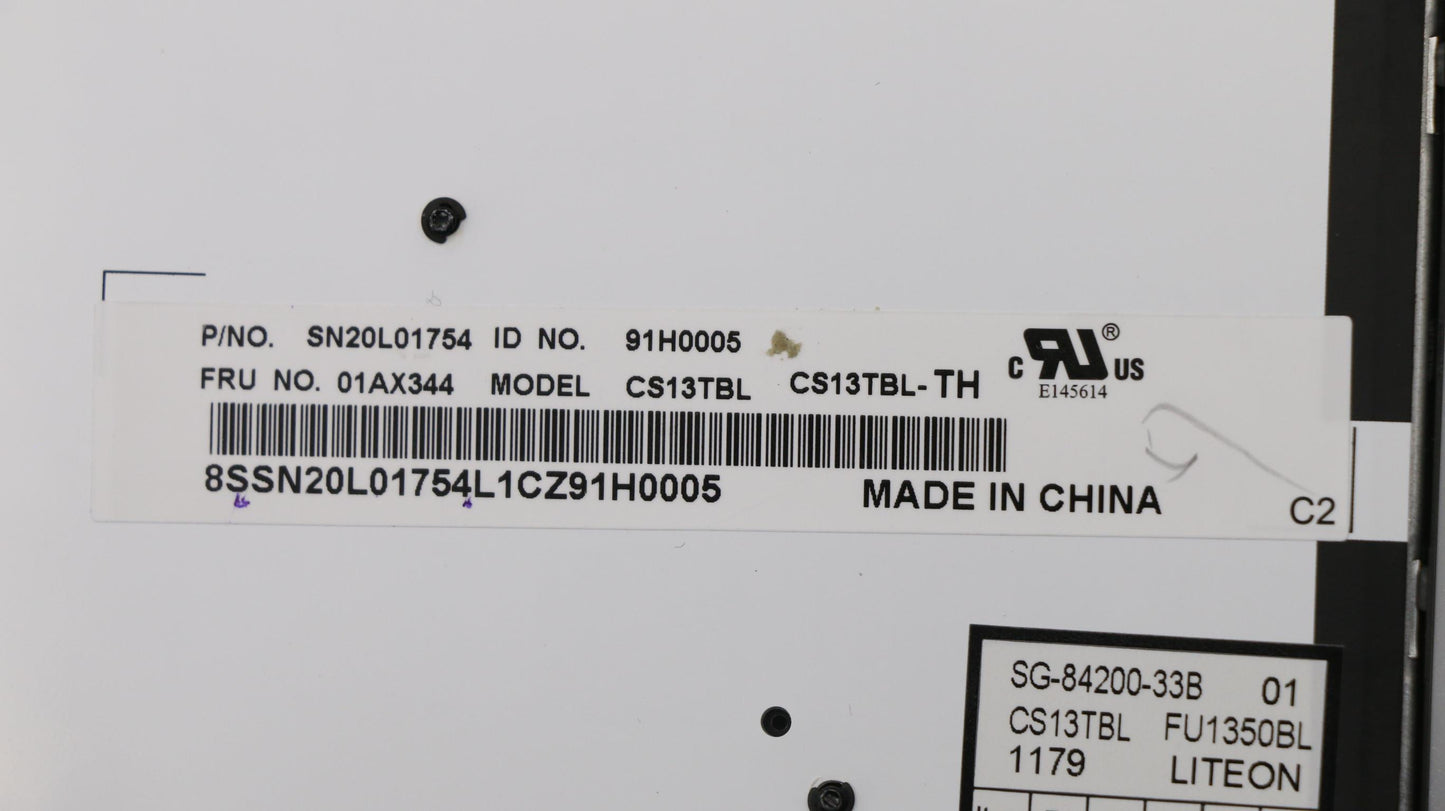 P/NO. SN20L01754 ID NO. 91H0005
FRU NO. 01AX344 MODEL CS13TBL CS13TBL-TH
c RU ® US
E145614
8SSN20L01754L1CZ91H0005 MADE IN CHINA
C2
SG-84200-33B 01
CS13TBL FU1350BL
1179 LITEON